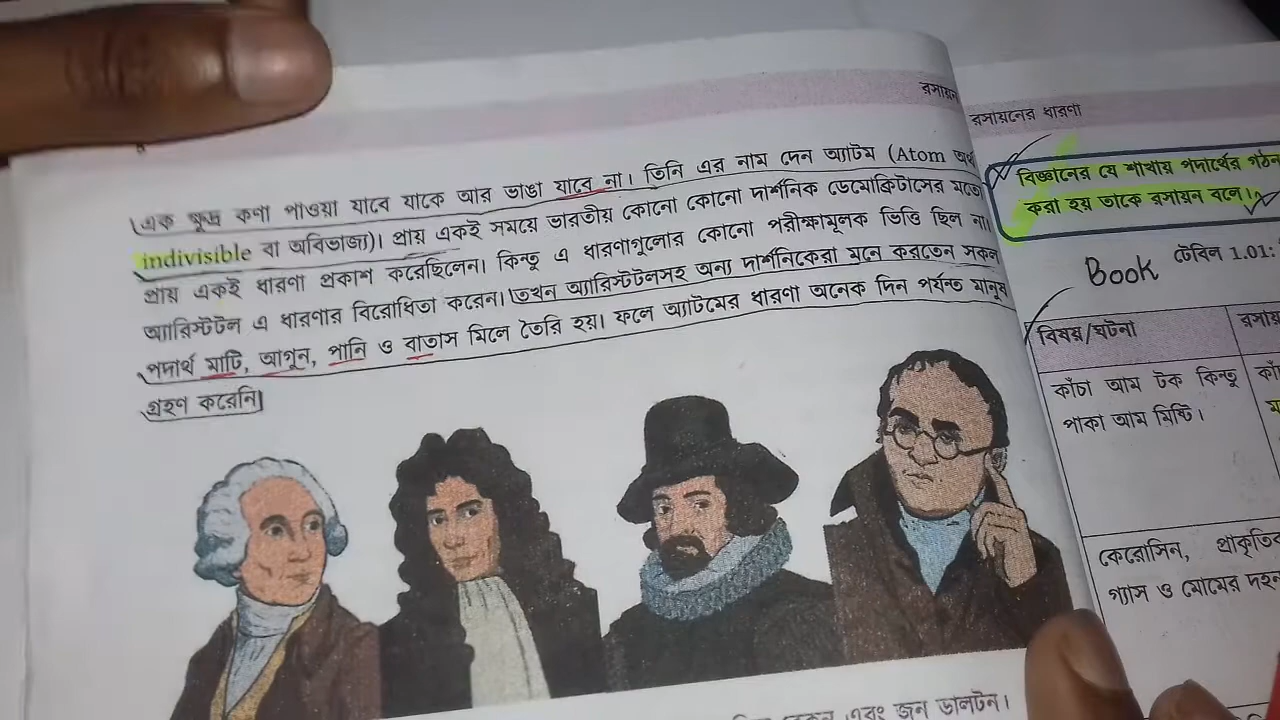 রসায়ন
এক ক্ষুদ্র কণা পাওয়া যাবে যাকে আর ভাঙা যাবে না। তিনি এর নাম দেন অ্যাটম (Atom অর্থ
indivisible বা অবিভাজ্য)। প্রায় একই সময়ে ভারতীয় কোনো কোনো দার্শনিক ডেমোক্রিটাসের মতো
প্রায় একই ধারণা প্রকাশ করেছিলেন। কিন্তু এ ধারণাগুলোর কোনো পরীক্ষামূলক ভিত্তি ছিল না।
অ্যারিস্টটল এ ধারণার বিরোধিতা করেন। তখন অ্যারিস্টটলসহ অন্য দার্শনিকেরা মনে করতেন সকল
পদার্থ মাটি, আগুন, পানি ও বাতাস মিলে তৈরি হয়। ফলে অ্যাটমের ধারণা অনেক দিন পর্যন্ত মানুষ
গ্রহণ করেনি।
এবং জন ডালটন।
রসায়নের ধারণা
বিজ্ঞানের যে শাখায় পদার্থের গঠন
করা হয় তাকে রসায়ন বলে।
Book টেবিল 1.01:
বিষয়/ঘটনা
কাঁচা আম টক কিন্তু
পাকা আম মিষ্টি।
কেরোসিন, প্রাকৃতিক
গ্যাস ও মোমের দহন